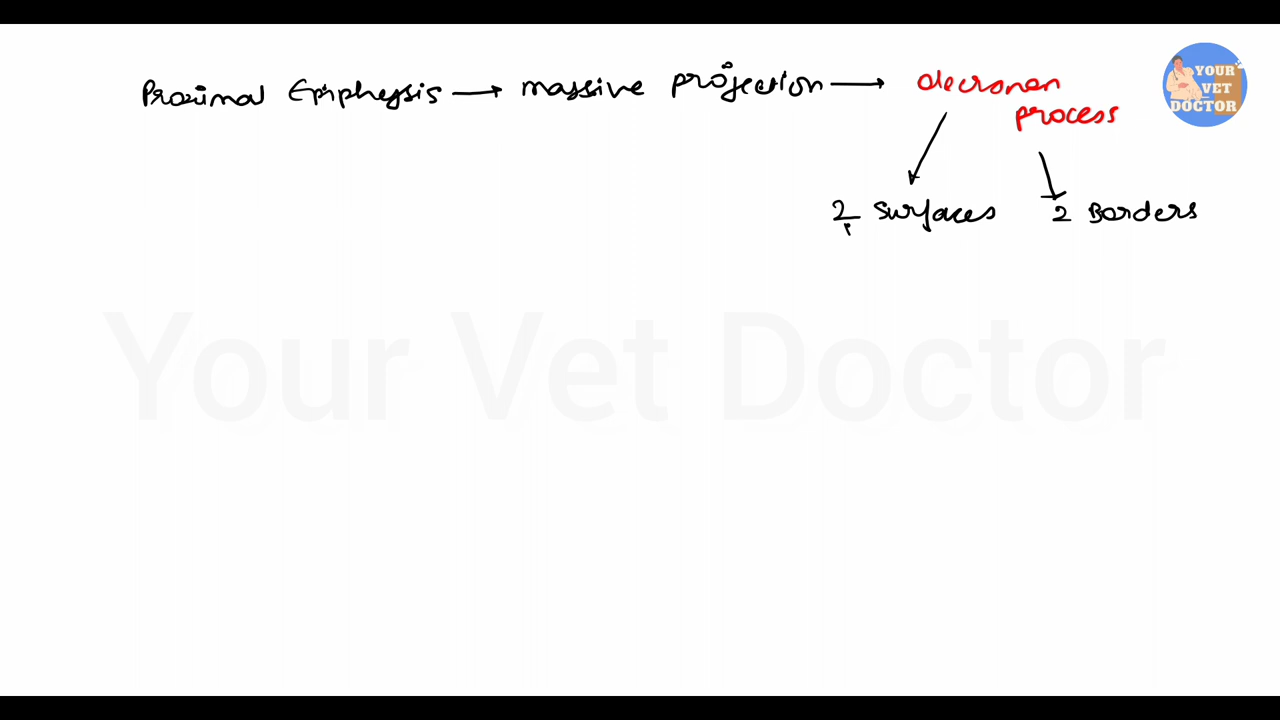 Proximal Epiphysis → massive projection → olecranon
process
2 Surfaces 2 Borders
Your Vet Doctor
YOUR
VET
DOCTOR